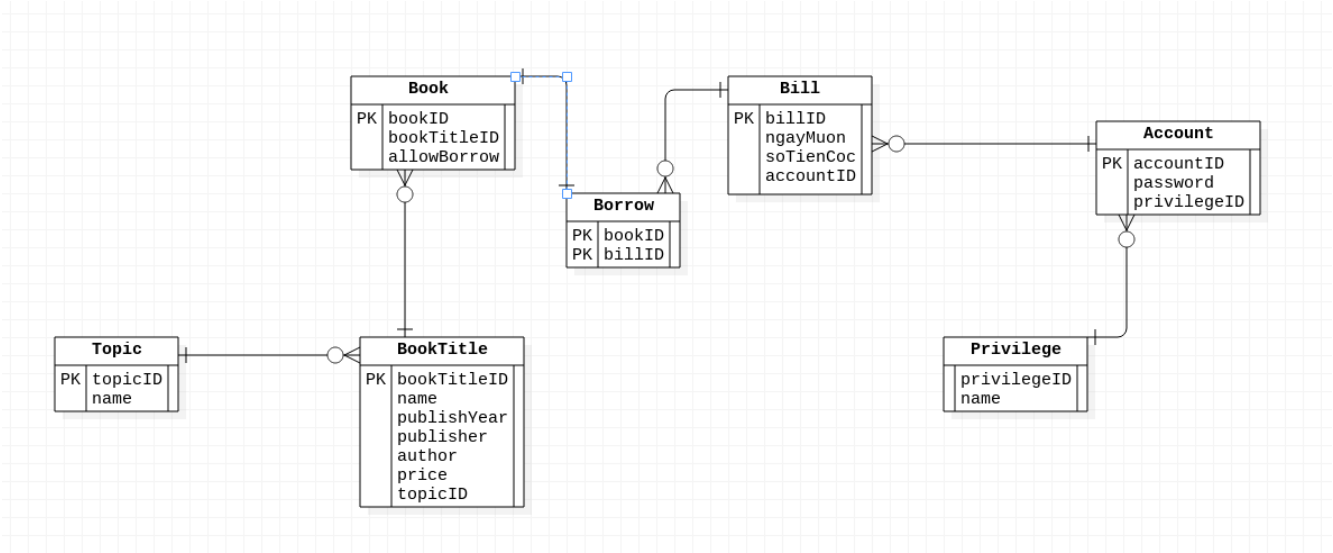 Book
PK bookID
bookTitleID
allowBorrow
Bill
PK billID
ngayMuon
soTienCoc
accountID
Account
PK accountID
password
privilegeID
Borrow
PK bookID
PK billID
Topic
PK topicID
name
BookTitle
PK bookTitleID
name
publishYear
publisher
author
price
topicID
Privilege
privilegeID
name